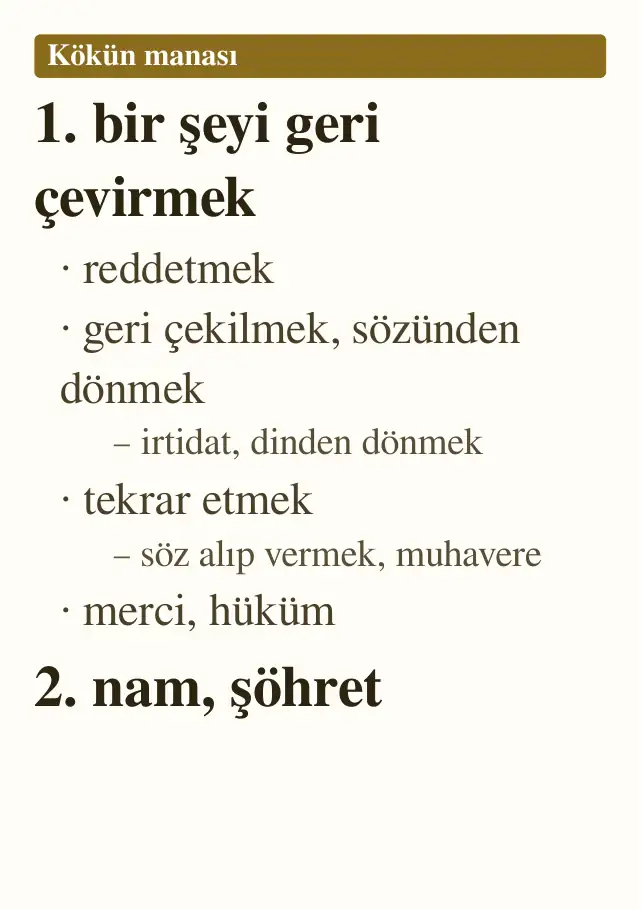 Kökün manası
1. bir şeyi geri
çevirmek
· reddetmek
· geri çekilmek, sözünden
dönmek
– irtidat, dinden dönmek
· tekrar etmek
– söz alıp vermek, muhavere
· merci, hüküm
2. nam, şöhret